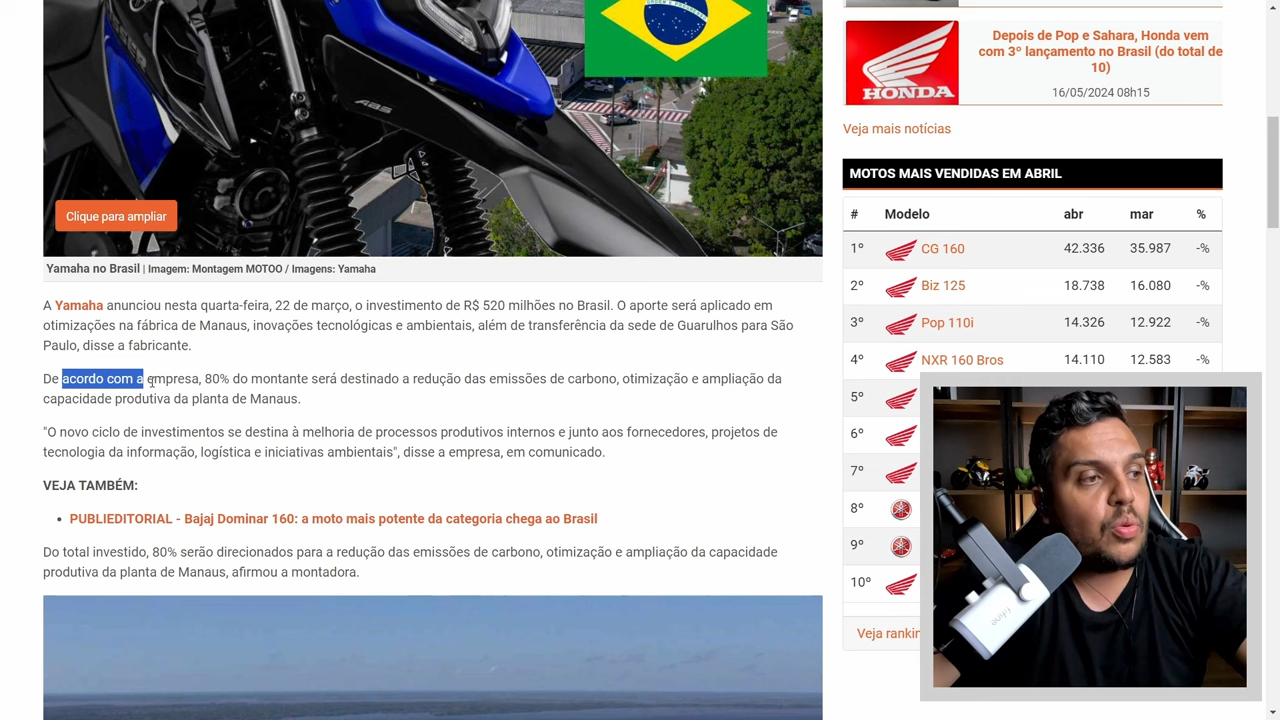 ABS
Clique para ampliar
Yamaha no Brasil | Imagem: Montagem MOTOO / Imagens: Yamaha
A Yamaha anunciou nesta quarta-feira, 22 de março, o investimento de R$ 520 milhões no Brasil. O aporte será aplicado em
otimizações na fábrica de Manaus, inovações tecnológicas e ambientais, além de transferência da sede de Guarulhos para São
Paulo, disse a fabricante.
De acordo com a empresa, 80% do montante será destinado a redução das emissões de carbono, otimização e ampliação da
capacidade produtiva da planta de Manaus.
"O novo ciclo de investimentos se destina à melhoria de processos produtivos internos e junto aos fornecedores, projetos de
tecnologia da informação, logística e iniciativas ambientais", disse a empresa, em comunicado.
VEJA TAMBÉM:
• PUBLIEDITORIAL - Bajaj Dominar 160: a moto mais potente da categoria chega ao Brasil
Do total investido, 80% serão direcionados para a redução das emissões de carbono, otimização e ampliação da capacidade
produtiva da planta de Manaus, afirmou a montadora.
HONDA
Depois de Pop e Sahara, Honda vem
com 3º lançamento no Brasil (do total de
10)
16/05/2024 08h15
Veja mais notícias
MOTOS MAIS VENDIDAS EM ABRIL
# Modelo abr mar %
1º CG 160 42.336 35.987 -%
2º Biz 125 18.738 16.080 -%
3º Pop 110i 14.326 12.922 -%
4º NXR 160 Bros 14.110 12.583 -%
5º
6º
7º
8º
9º
10º
Veja rankin